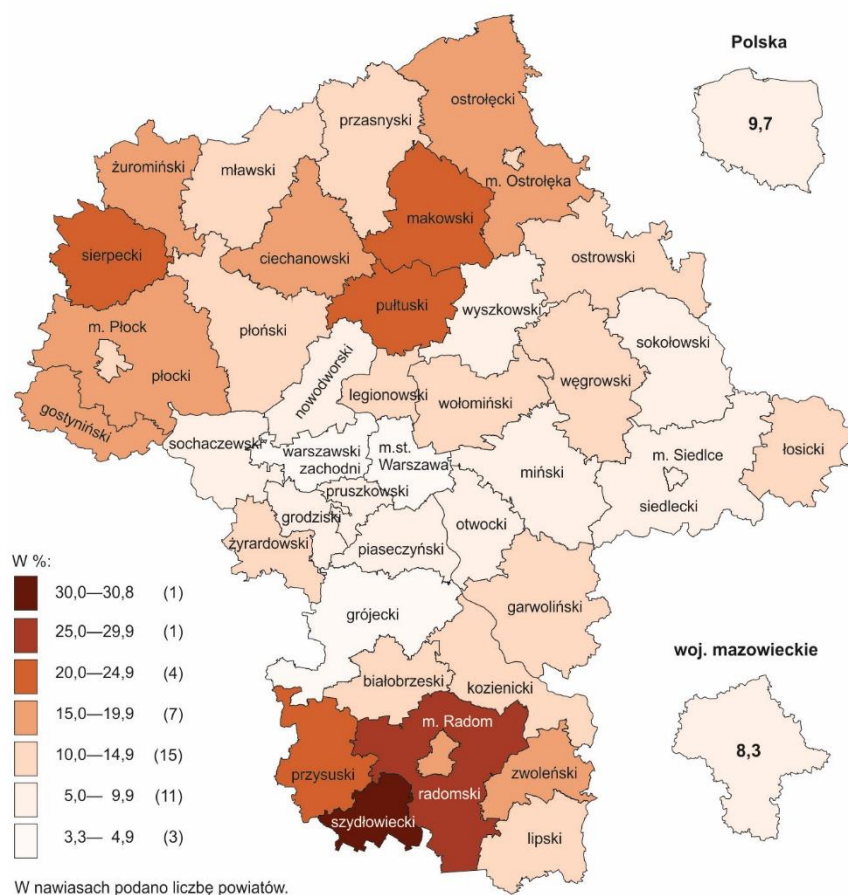 Polska
9,7
ostrołęcki
przasnyski
żuromiński
mławski
m. Ostrołęka
makowski
sierpecki
ciechanowski
ostrowski
pułtuski
wyszkowski
m. Płock
płoński
sokołowski
płocki
nowodworski
legionowski
wołomiński
węgrowski
gostyniński
sochaczewski
warszawski
zachodni
m.st.
Warszawa
m. Siedlce
łosicki
miński
siedlecki
pruszkowski
grodziski
otwocki
żyrardowski
piaseczyński
W %:
30,0—30,8 (1)
25,0—29,9 (1)
20,0—24,9 (4)
15,0—19,9 (7)
10,0—14,9 (15)
5,0— 9,9 (11)
3,3— 4,9 (3)
grójecki
garwoliński
woj. mazowieckie
8,3
białobrzeski
kozienicki
m. Radom
przysuski
zwoleński
radomski
szydłowiecki
lipski
W nawiasach podano liczbę powiatów.